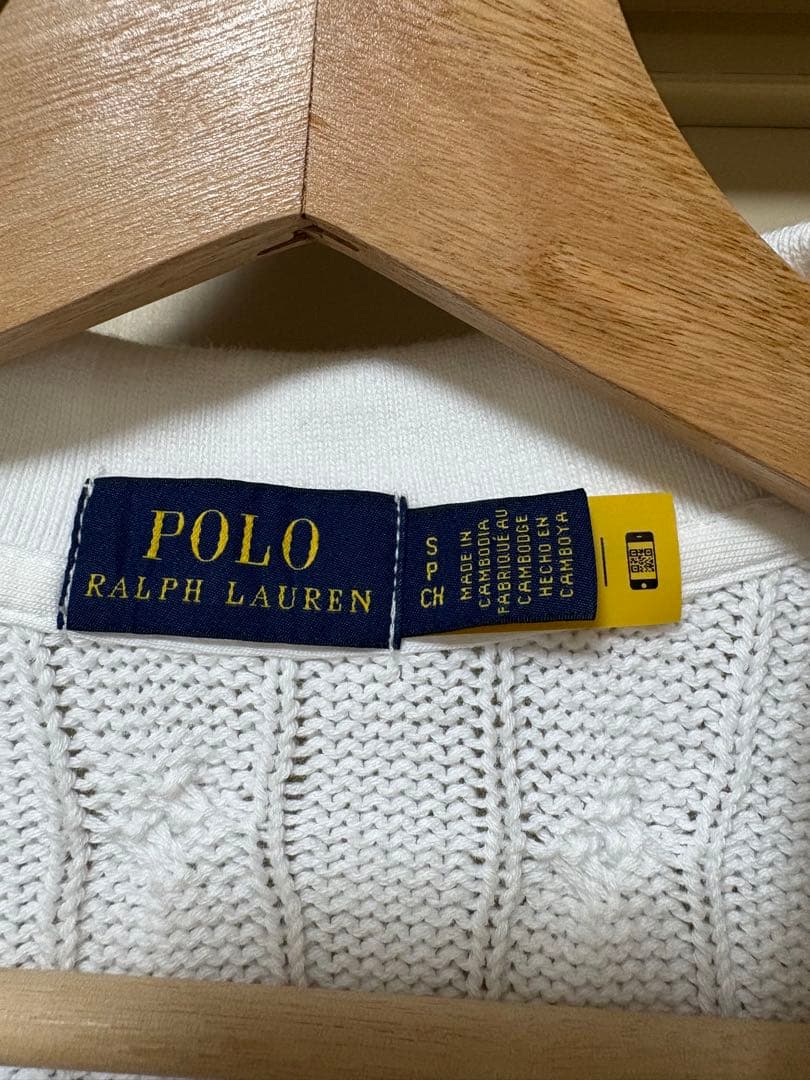 POLO
RALPH LAUREN
S
P
CH
MADE IN
CAMBODIA
FABRIQUÉ AU
CAMBODGE
HECHO EN
CAMBOYA